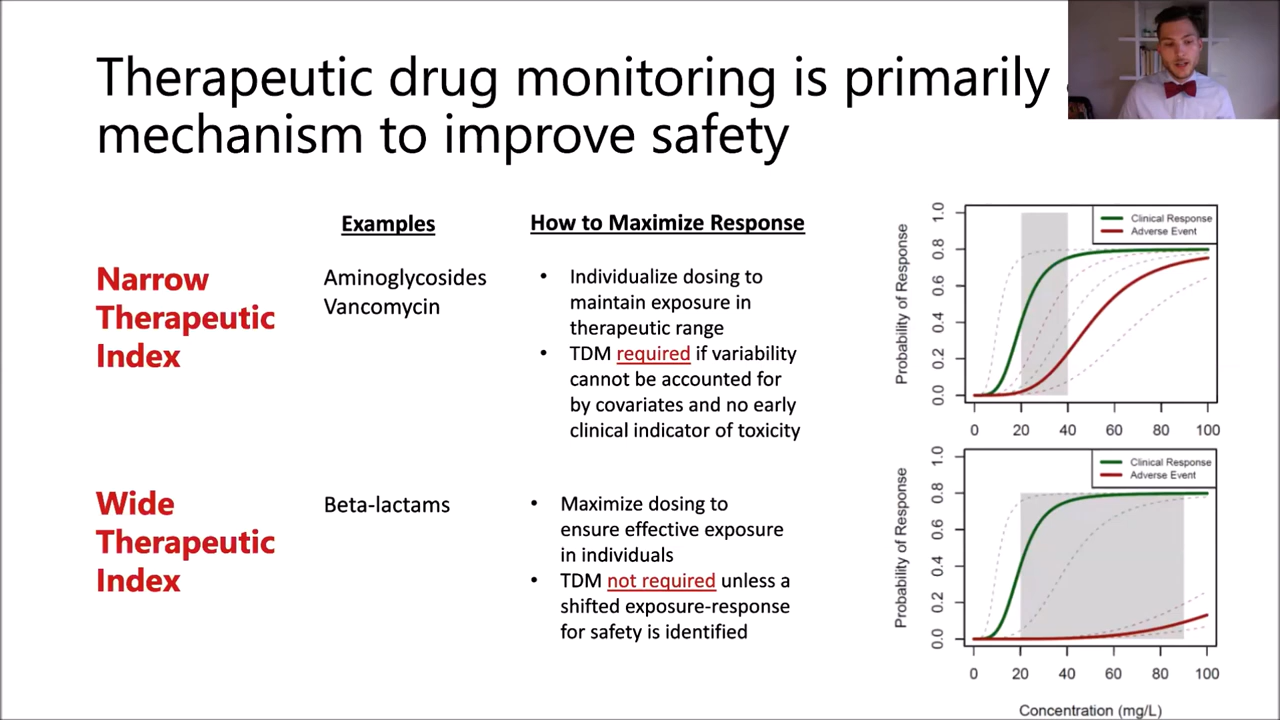 Therapeutic drug monitoring is primarily
mechanism to improve safety
Examples
How to Maximize Response
Narrow
Therapeutic
Index
Aminoglycosides
Vancomycin
• Individualize dosing to
maintain exposure in
therapeutic range
• TDM required if variability
cannot be accounted for
by covariates and no early
clinical indicator of toxicity
Probability of Response
0.0 0.2 0.4 0.6 0.8 1.0
Clinical Response
Adverse Event
0 20 40 60 80 100
Wide
Therapeutic
Index
Beta-lactams
• Maximize dosing to
ensure effective exposure
in individuals
• TDM not required unless a
shifted exposure-response
for safety is identified
Probability of Response
0.0 0.2 0.4 0.6 0.8 1.0
Clinical Response
Adverse Event
0 20 40 60 80 100
Concentration (mg/L)